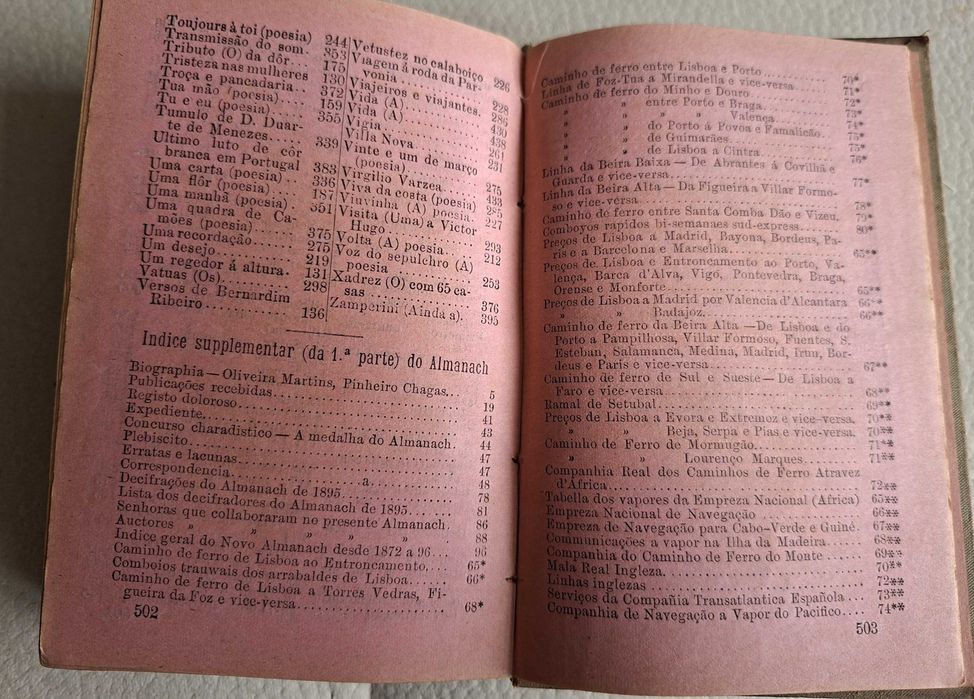 Toujours à toi (poesia) 244
Transmissão do som. 353
Tributo (O) da dôr... 175
Tristeza nas mulheres 130
Troça e pancadaria.. 372
Tua mão (poesia).... 159
Tu e eu (poesia)..... 355
Tumulo de D. Duar-
te de Menezes..... 339
Ultimo luto de côr
branca em Portugal 383
Uma carta (poesia).. 336
Uma flôr (poesia).... 187
Uma manhã (poesia). 351
Uma quadra de Ca-
mões (poesia)...... 375
Uma recordação...... 275
Um desejo........... 219
Um regedor á altura. 131
Vatuas (Os)......... 298
Versos de Bernardim
Ribeiro........... 136
Vetustez no calaboiço 226
Viagem á roda da Par-
vonia............. 228
Viajeiros e viajantes. 286
Vida (A)............ 430
Vida (A)............ 438
Vigia............... 261
Villa Nova.......... 231
Vinte e um de março
(poesia).......... 275
Virgilio Varzea...... 433
Viva da costa (poesia) 285
Viuvinha (A) poesia. 227
Visita (Uma) a Victor
Hugo.............. 293
Volta (A) poesia..... 212
Voz do sepulchro (A)
poesia............ 253
Xadrez (O) com 65 ca-
sas............... 376
Zamperini (Ainda a). 395
Indice supplementar (da 1.ª parte) do Almanach
Biographia — Oliveira Martins, Pinheiro Chagas... 5
Publicações recebidas.......... 19
Registo doloroso.......... 41
Expediente.......... 43
Concurso charadistico — A medalha do Almanach. 44
Plebiscito.......... 47
Erratas e lacunas.......... 47
Correspondencia.......... 48
Decifrações do Almanach de 1895.......... 78
Lista dos decifradores do Almanach de 1895...... 81
Senhoras que collaboraram no presente Almanach. 86
Auctores » » » » 88
Indice geral do Novo Almanach desde 1872 a 96... 96
Caminho de ferro de Lisboa ao Entroncamento.... 65*
Comboios trauwais dos arrabaldes de Lisboa...... 66*
Caminho de ferro de Lisboa a Torres Vedras, Fi-
gueira da Foz e vice-versa.......... 68*
502
Caminho de ferro entre Lisboa e Porto.......... 70*
Linha de Foz-Tua a Mirandella e vice-versa...... 71*
Caminho de ferro do Minho e Douro.......... 72*
» » entre Porto e Braga.......... 73*
» » » » Valença...... 74*
» » do Porto á Povoa e Famalicão. 75*
» » de Guimarães.......... 75*
» » de Lisboa a Cintra.......... 76*
Linha da Beira Baixa — De Abrantes á Covilhã e
Guarda e vice-versa.......... 77*
Linha da Beira Alta — Da Figueira a Villar Formo-
so e vice-versa.......... 78*
Caminho de ferro entre Santa Comba Dão e Vizeu. 79*
Comboyos rapidos bi-semanaes sud-express...... 80*
Preços de Lisboa a Madrid, Bayona, Bordeus, Pa-
ris e a Barcelona e Marselha.......... 65**
Preços de Lisboa e Entroncamento ao Porto, Va-
lença, Barca d'Alva, Vigo, Pontevedra, Braga,
Orense e Monforte.......... 65**
Preços de Lisboa a Madrid por Valencia d'Alcantara 66**
» » Badajoz.......... 66**
Caminho de ferro da Beira Alta — De Lisboa e do
Porto a Pampilhosa, Villar Formoso, Fuentes, S.
Esteban, Salamanca, Medina, Madrid, Irun, Bor-
deus e Paris e vice-versa.......... 67**
Caminho de ferro de Sul e Sueste — De Lisboa a
Faro e vice-versa.......... 68**
Ramal de Setubal.......... 69**
Preços de Lisboa a Evora e Extremoz e vice-versa. 70**
» » Beja, Serpa e Pias e vice-versa. 70**
Caminho de Ferro de Mormugão.......... 71**
» » Lourenço Marques.......... 71**
Companhia Real dos Caminhos de Ferro Atravez
d'Africa.......... 72**
Tabella dos vapores da Empreza Nacional (Africa) 65**
Empreza Nacional de Navegação.......... 66**
Empreza de Navegação para Cabo-Verde e Guiné. 67**
Communicações a vapor na Ilha da Madeira...... 68**
Companhia do Caminho de Ferro do Monte...... 69**
Mala Real Ingleza.......... 70**
Linhas inglezas.......... 72**
Serviços da Compañia Transatlantica Española... 73**
Companhia de Navegação a Vapor do Pacifico.... 74**
503